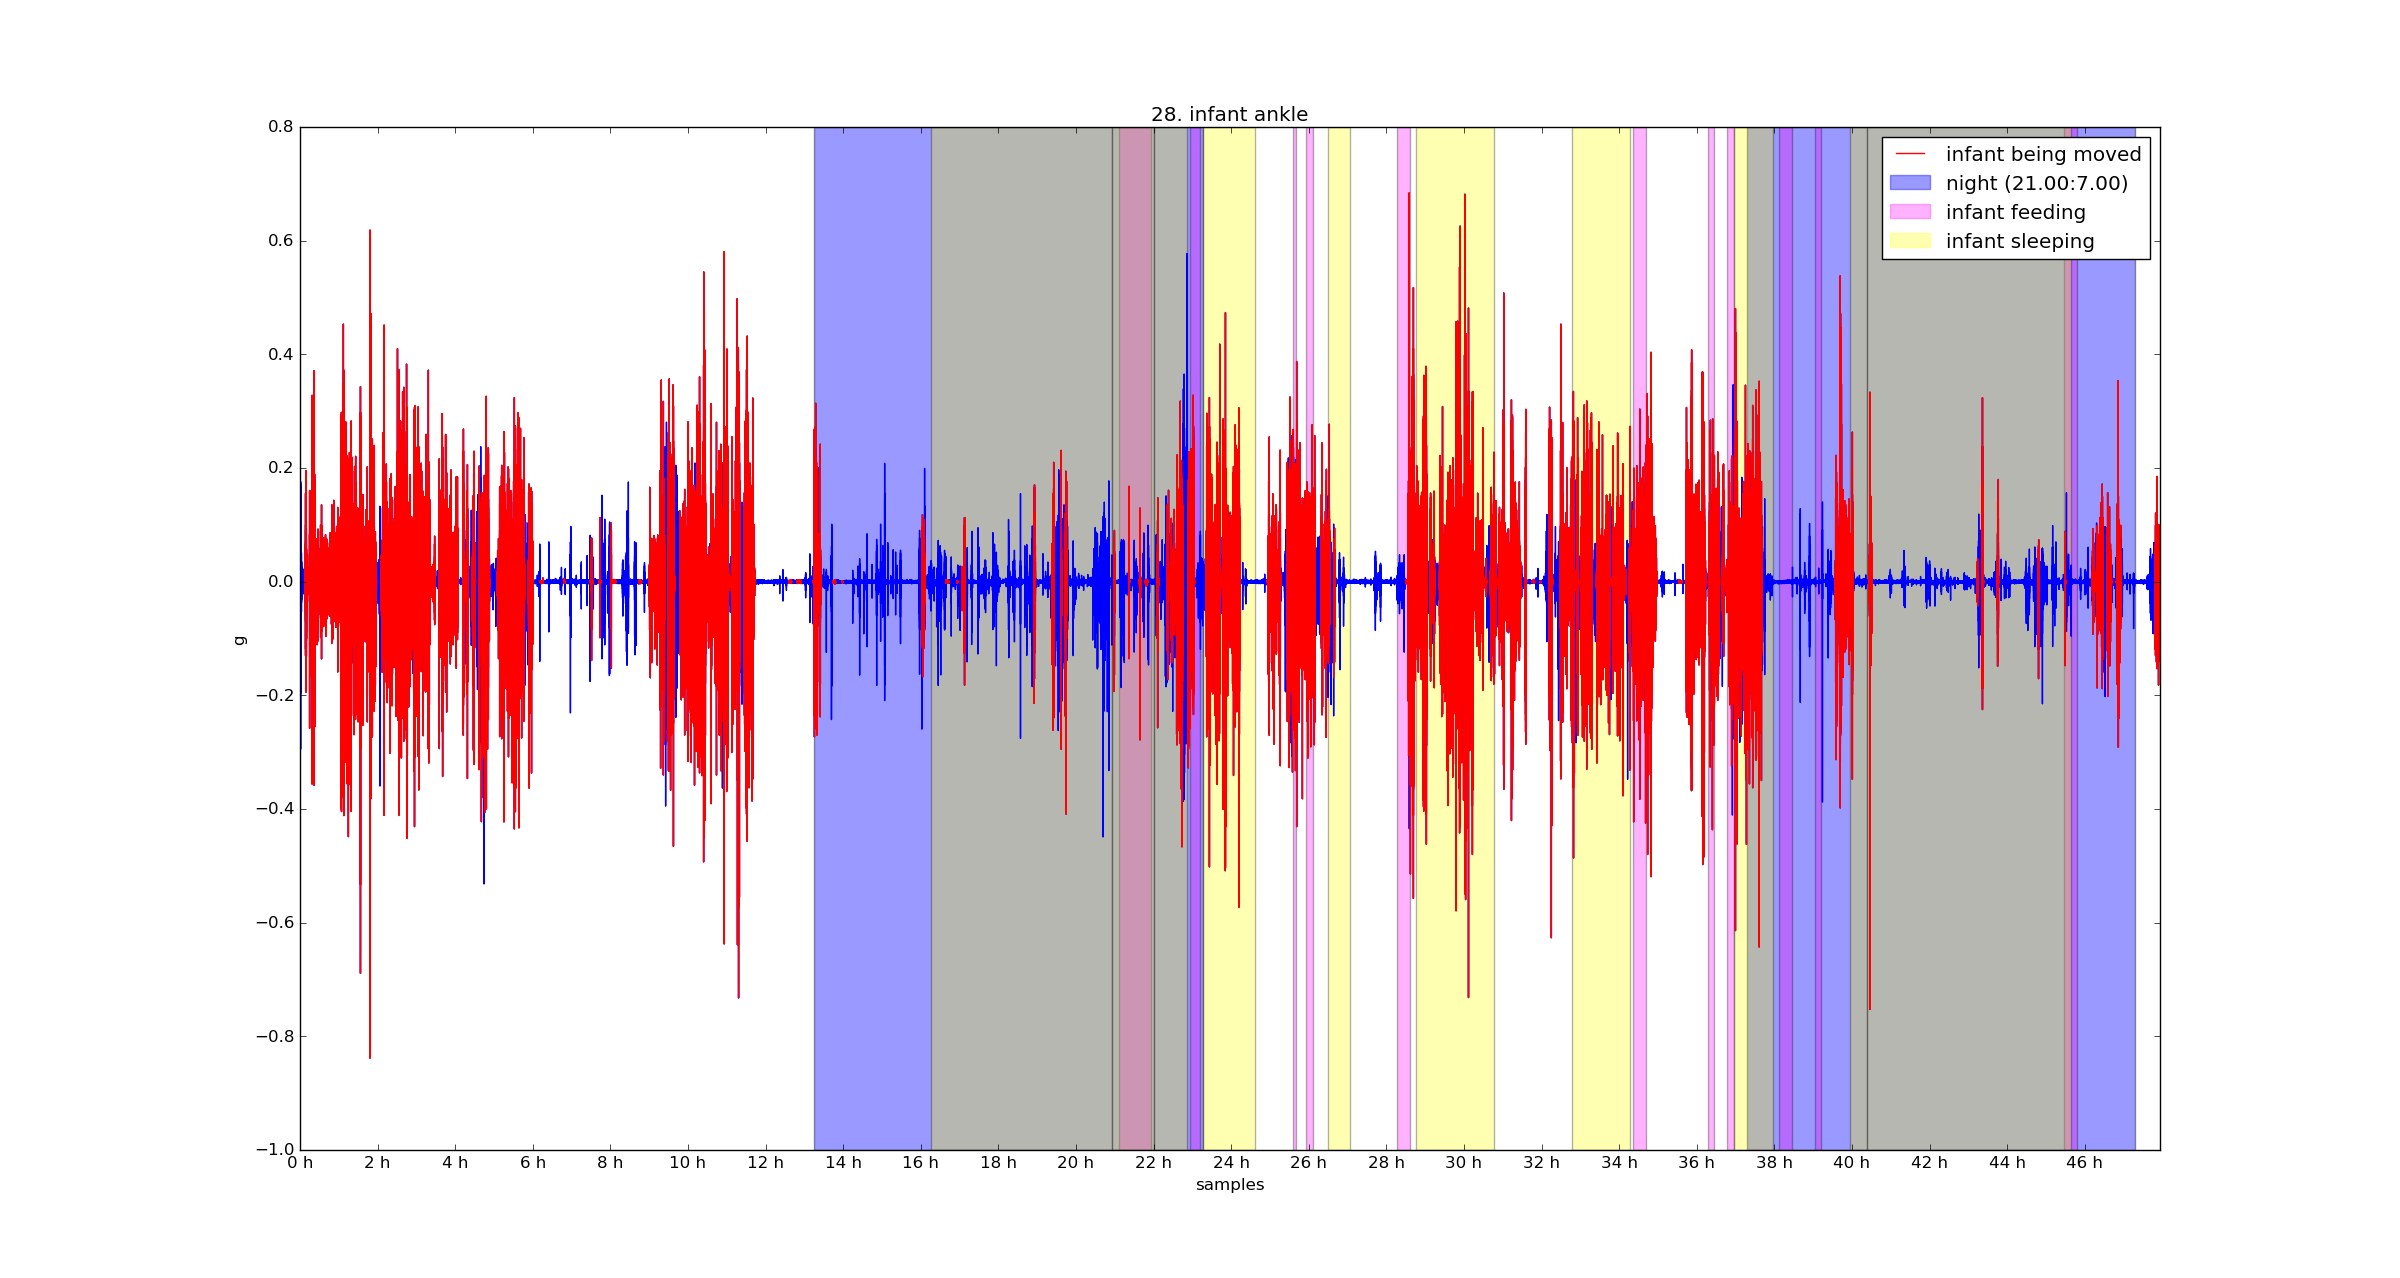 28. infant ankle
infant being moved
night (21.00:7.00)
infant feeding
infant sleeping
0.8
0.6
0.4
0.2
0.0
−0.2
−0.4
−0.6
−0.8
−1.0
g
0 h 2 h 4 h 6 h 8 h 10 h 12 h 14 h 16 h 18 h 20 h 22 h 24 h 26 h 28 h 30 h 32 h 34 h 36 h 38 h 40 h 42 h 44 h 46 h
samples